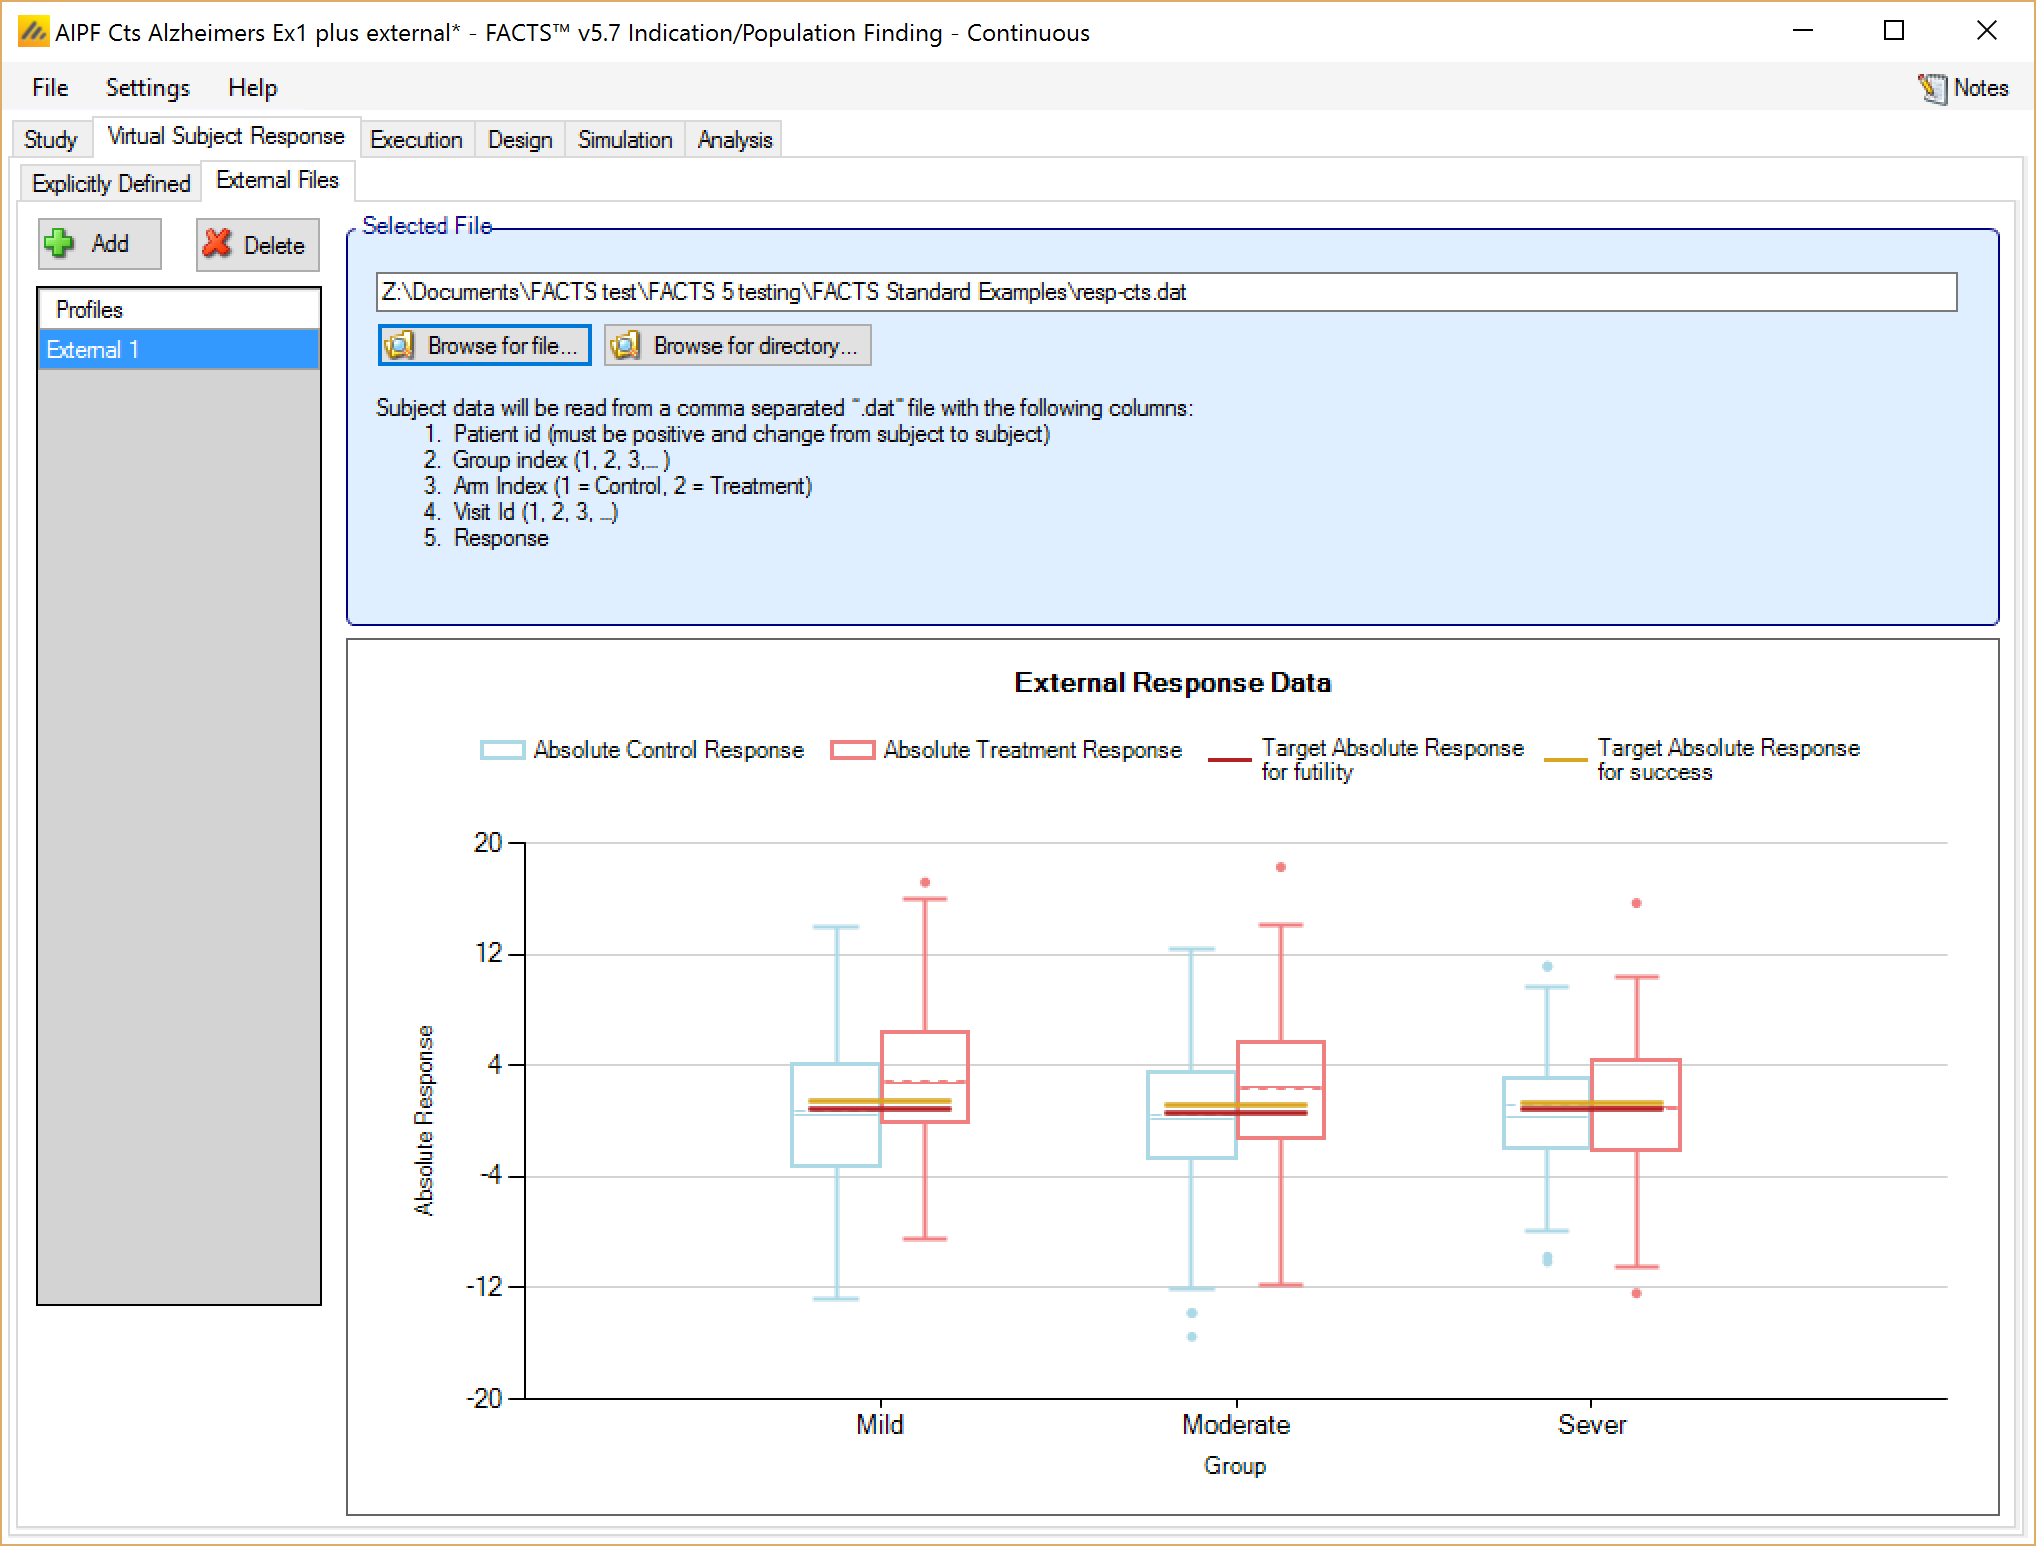 AIPF Cts Alzheimers Ex1 plus external* - FACTS™ v5.7 Indication/Population Finding - Continuous
File Settings Help Notes
Study Virtual Subject Response Execution Design Simulation Analysis
Explicitly Defined External Files
Add Delete
Profiles
External 1
Selected File
Z:\Documents\FACTS test\FACTS 5 testing\FACTS Standard Examples\resp-cts.dat
Browse for file... Browse for directory...
Subject data will be read from a comma separated ".dat" file with the following columns:
1. Patient id (must be positive and change from subject to subject)
2. Group index (1, 2, 3,... )
3. Arm Index (1 = Control, 2 = Treatment)
4. Visit Id (1, 2, 3, ...)
5. Response
External Response Data
Absolute Control Response
Absolute Treatment Response
Target Absolute Response
for futility
Target Absolute Response
for success
20
12
4
-4
-12
-20
Absolute Response
Mild Moderate Sever
Group